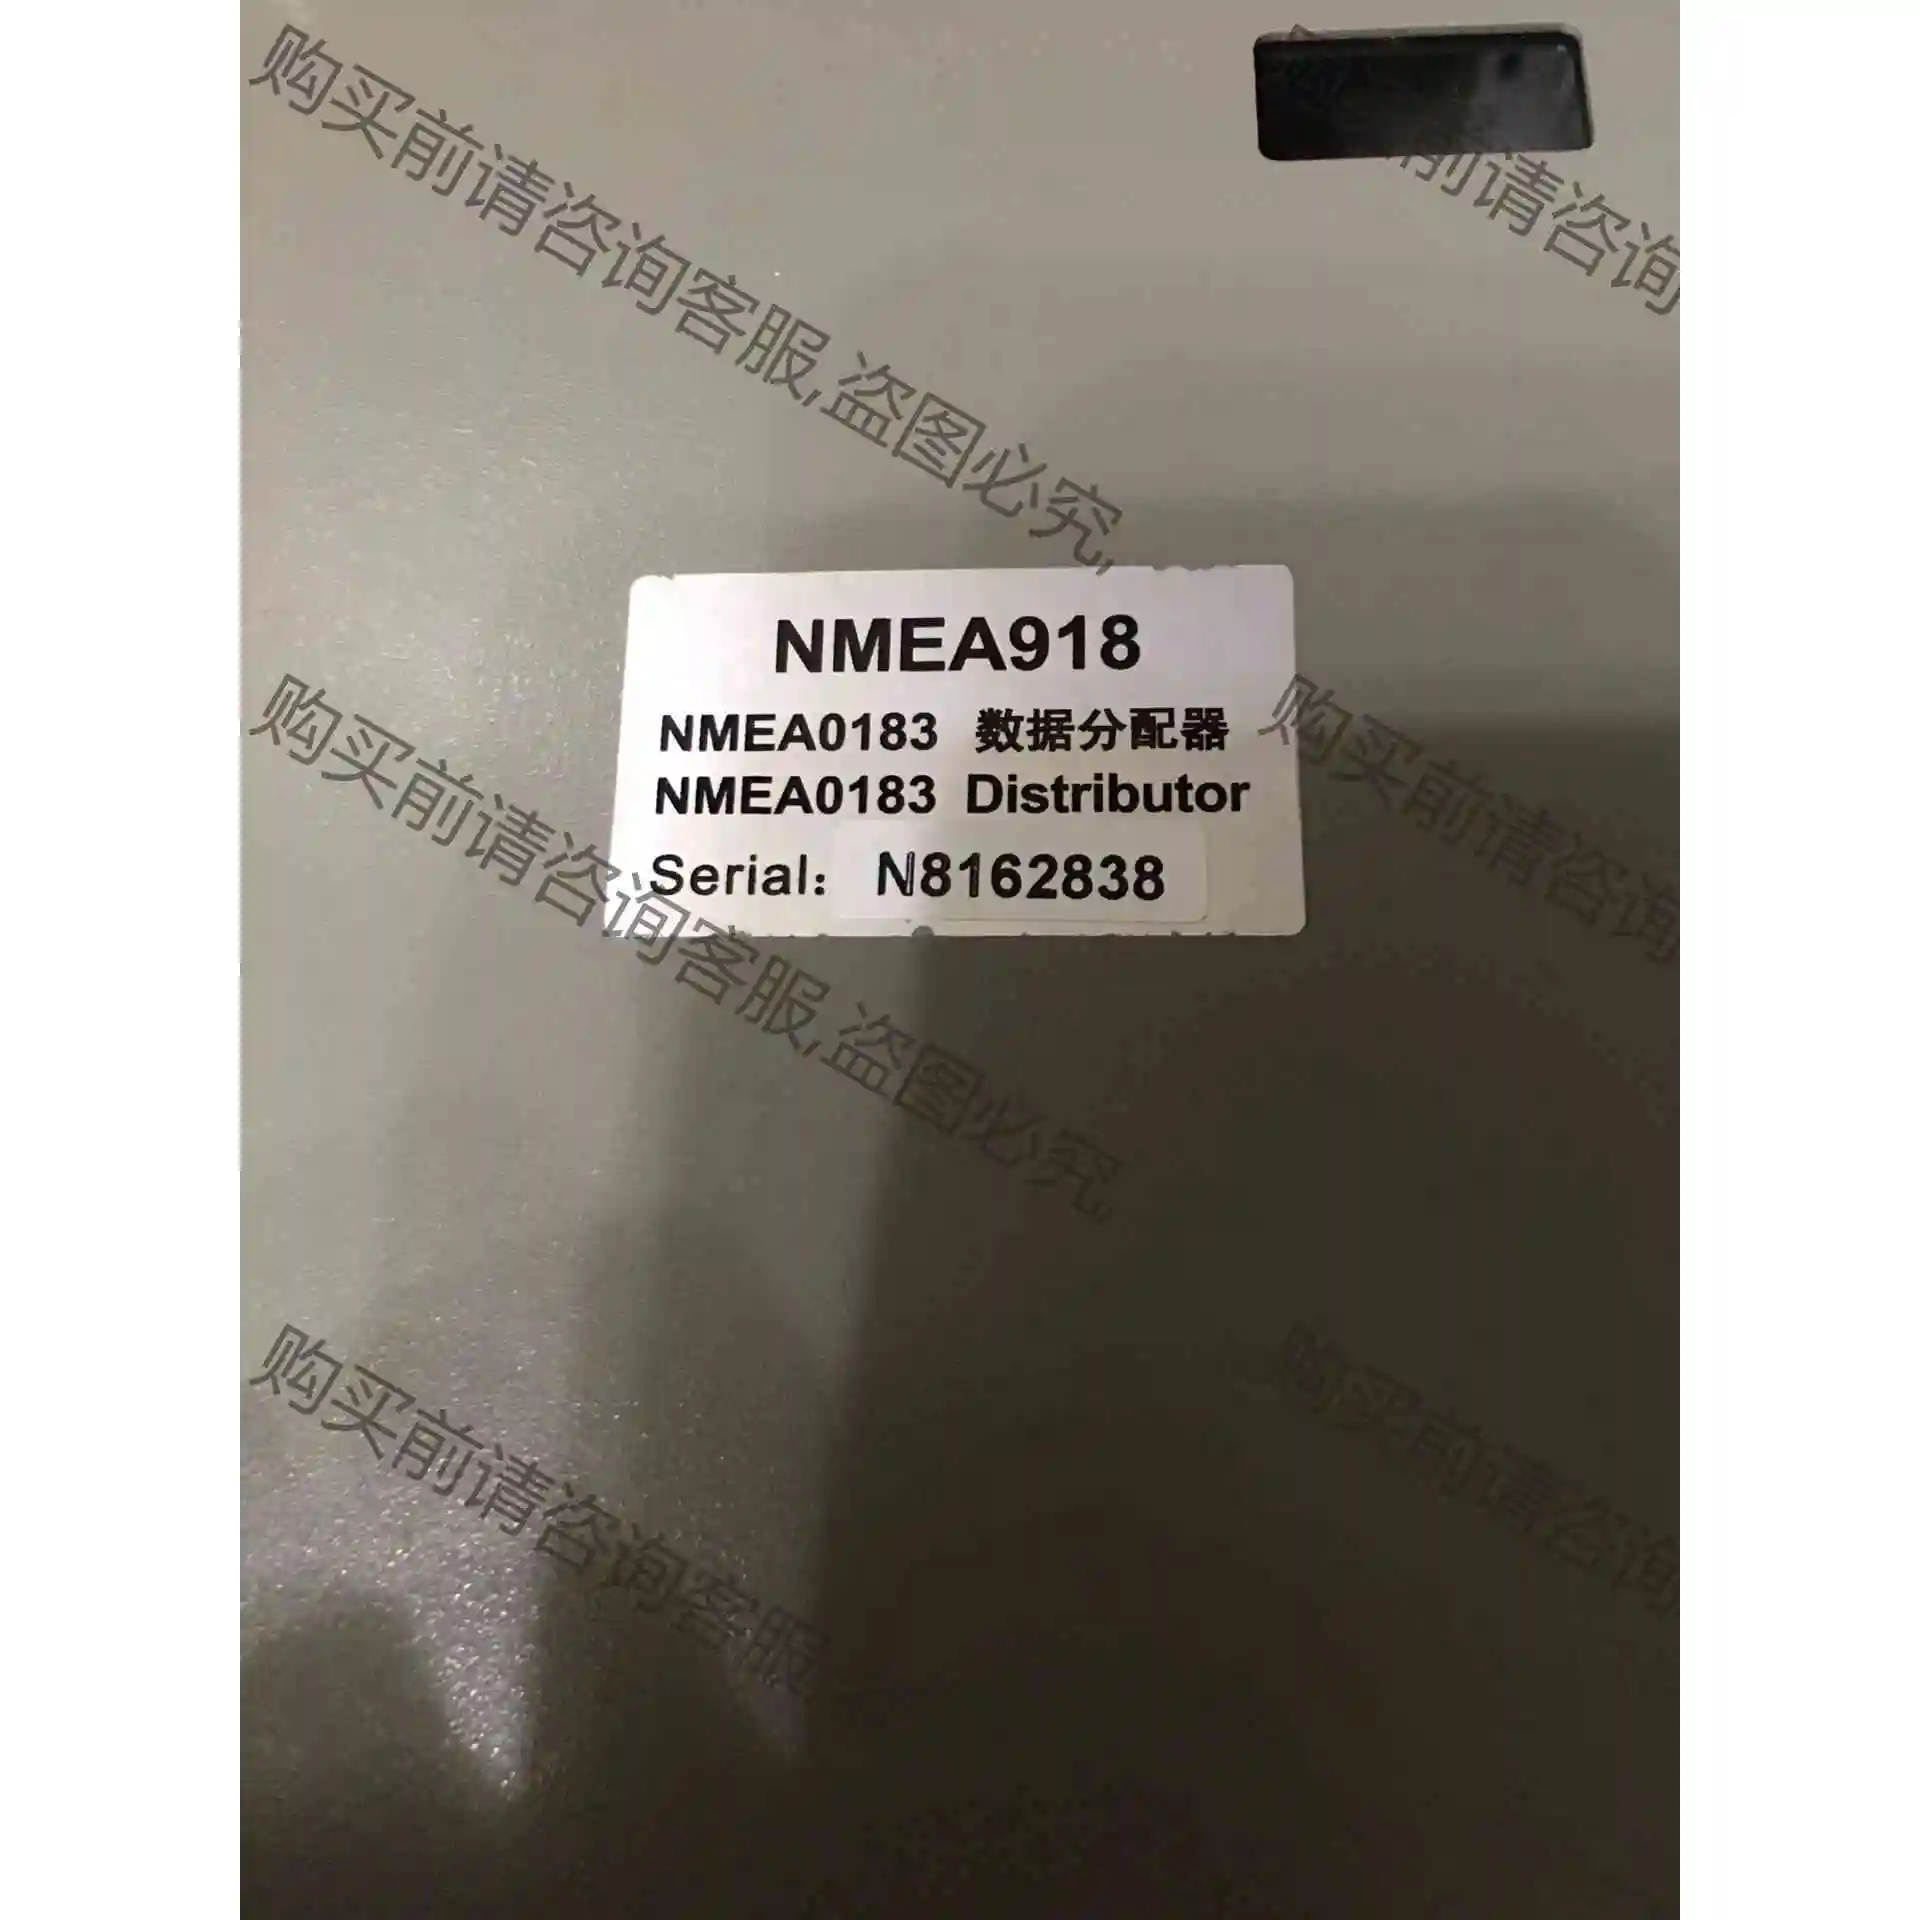 购买前请咨询客服,盗图必究,
前请咨询
NMEA918
NMEA0183 数据分配器
NMEA0183 Distributor
Serial: N8162838
购买前请咨询客服,盗图必究,
购买前请咨询
购买前请咨询客服
购买前请咨询